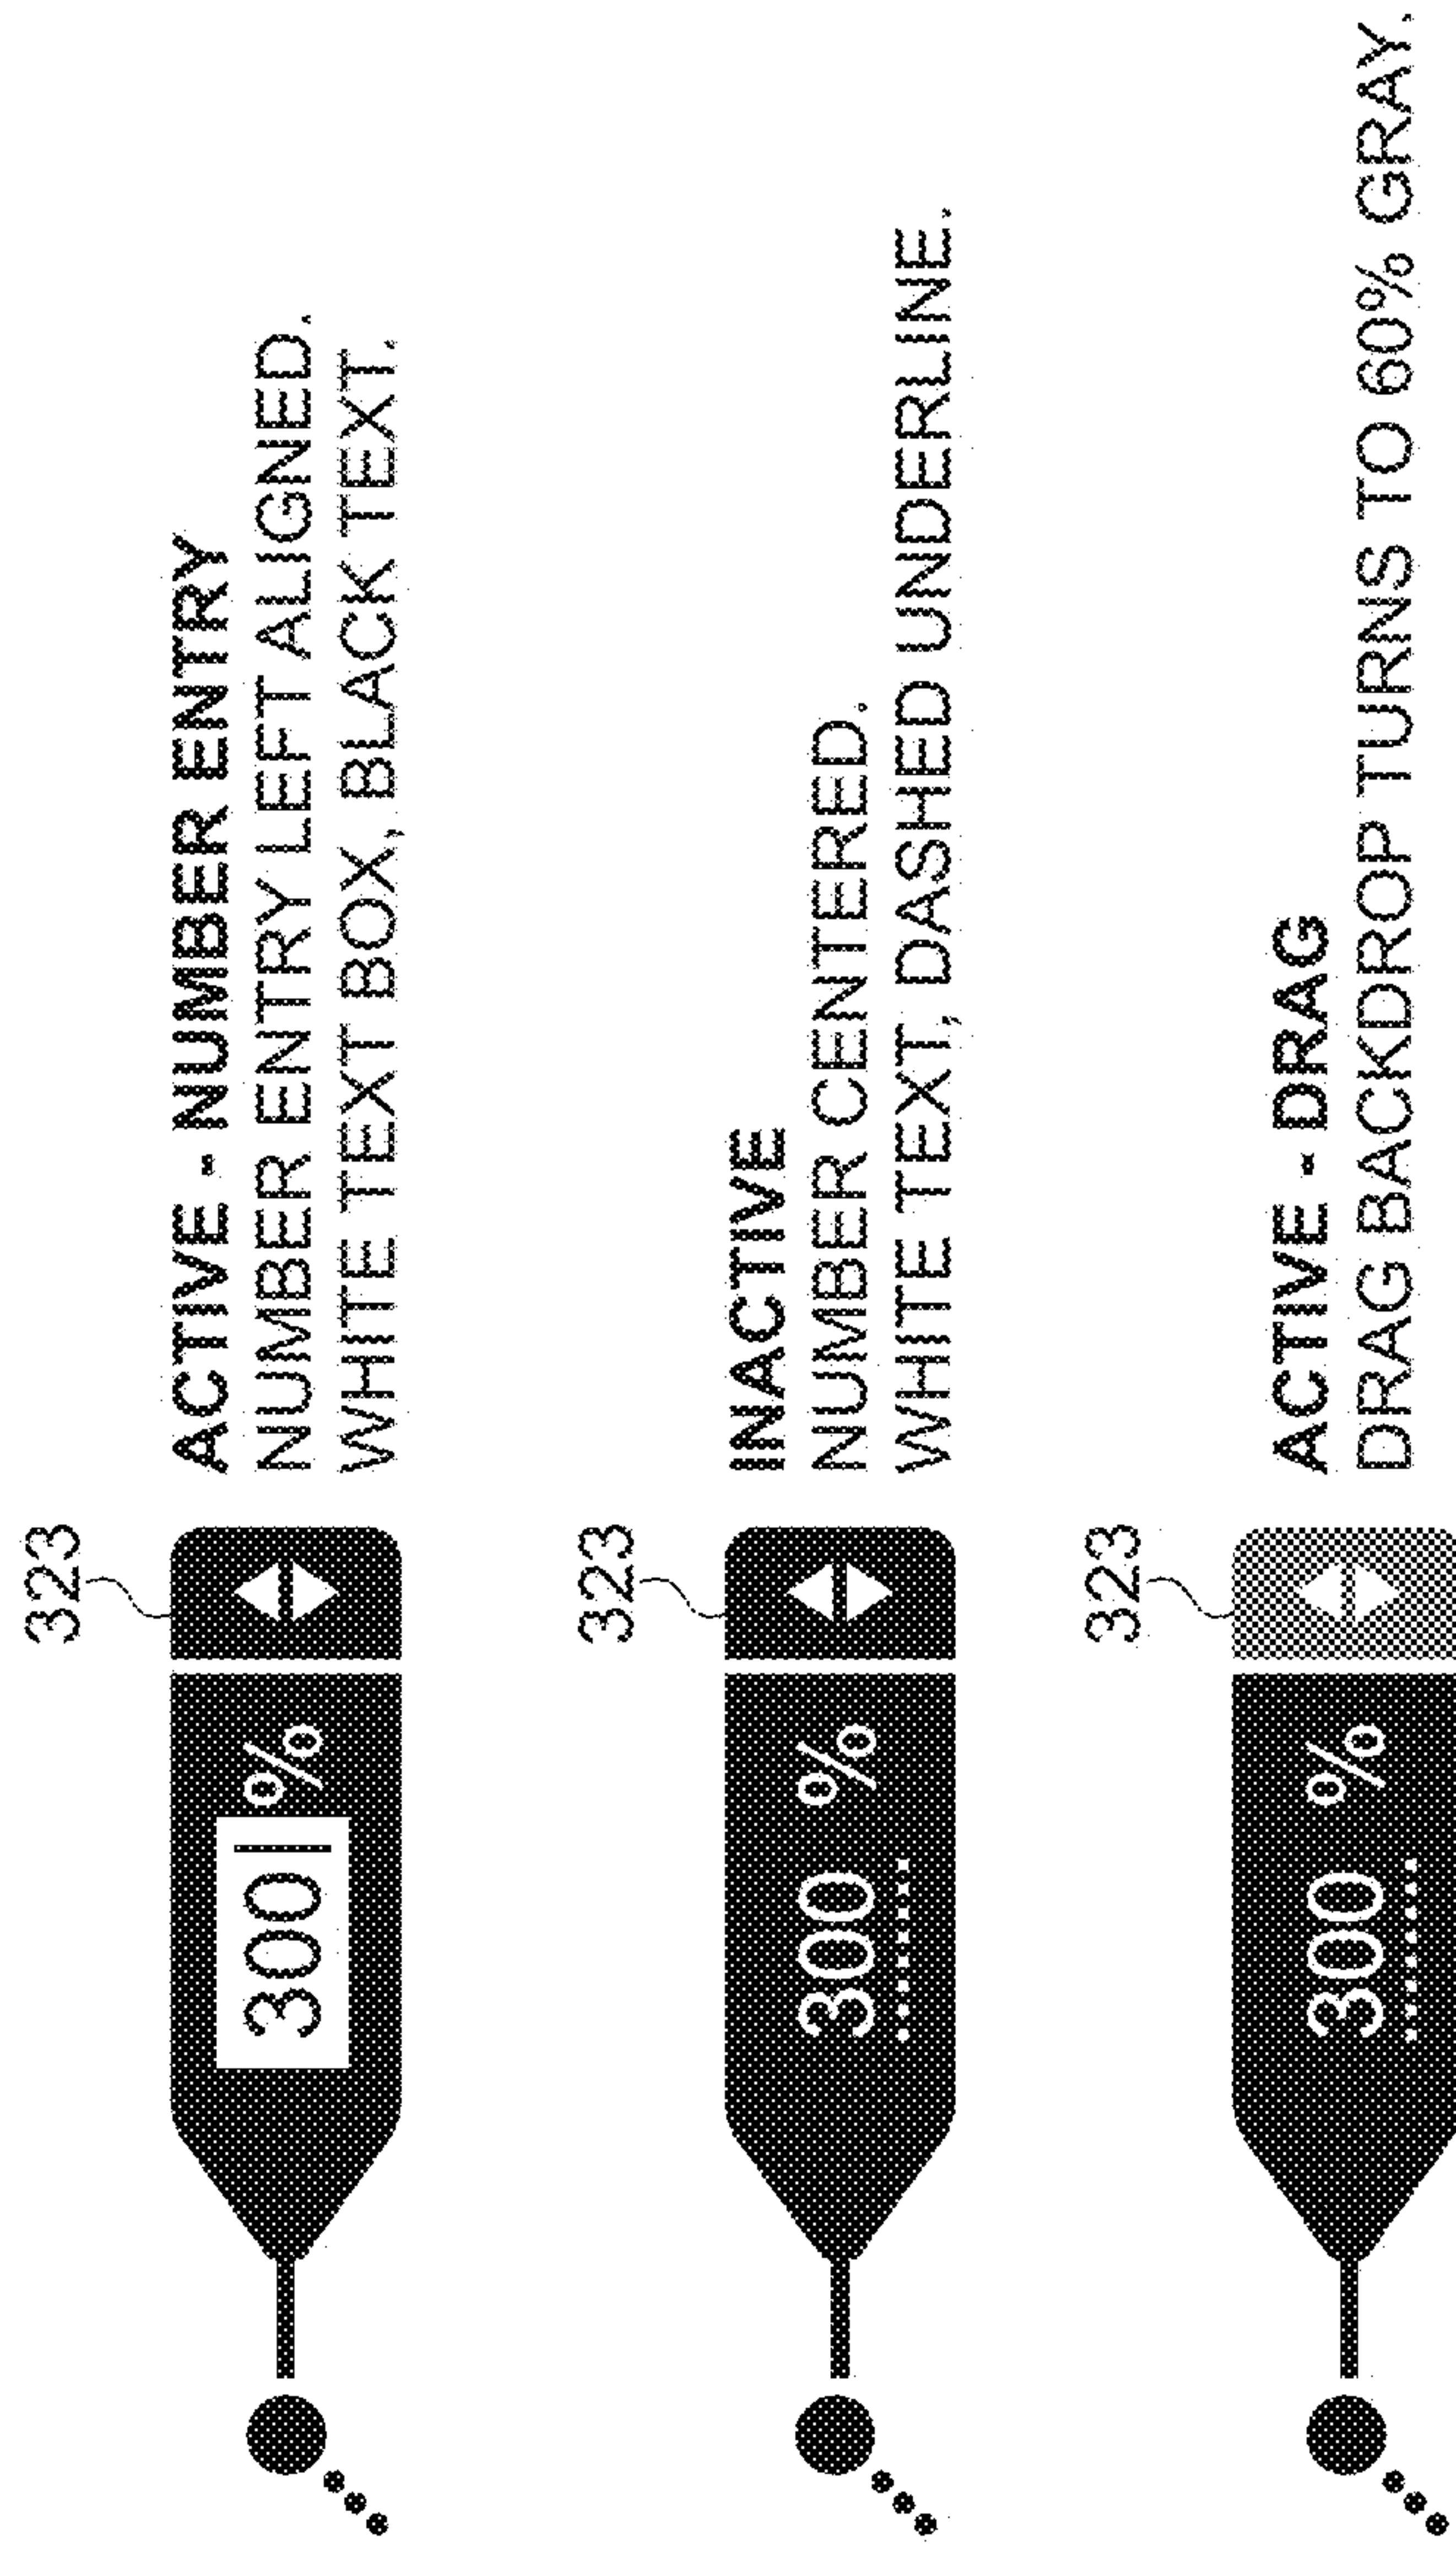 323
300 %
ACTIVE - NUMBER ENTRY
NUMBER ENTRY LEFT ALIGNED.
WHITE TEXT BOX, BLACK TEXT.
323
300 %
INACTIVE
NUMBER CENTERED.
WHITE TEXT, DASHED UNDERLINE.
323
300 %
ACTIVE - DRAG
DRAG BACKDROP TURNS TO 60% GRAY.